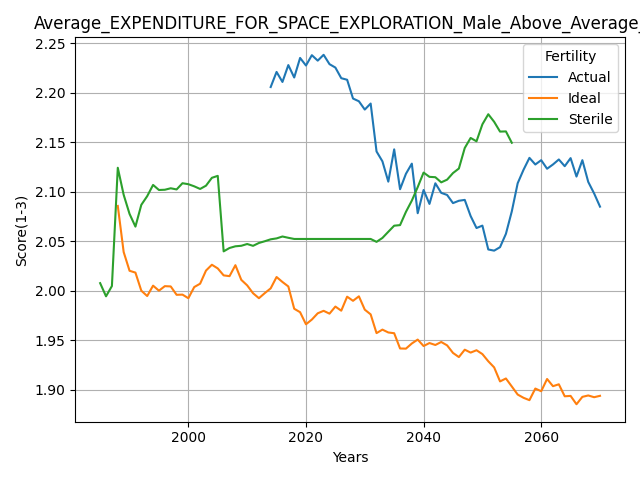 Average_EXPENDITURE_FOR_SPACE_EXPLORATION_Male_Above_Average_
Fertility
Actual
Ideal
Sterile
Score(1-3)
2.25
2.20
2.15
2.10
2.05
2.00
1.95
1.90
2000 2020 2040 2060
Years